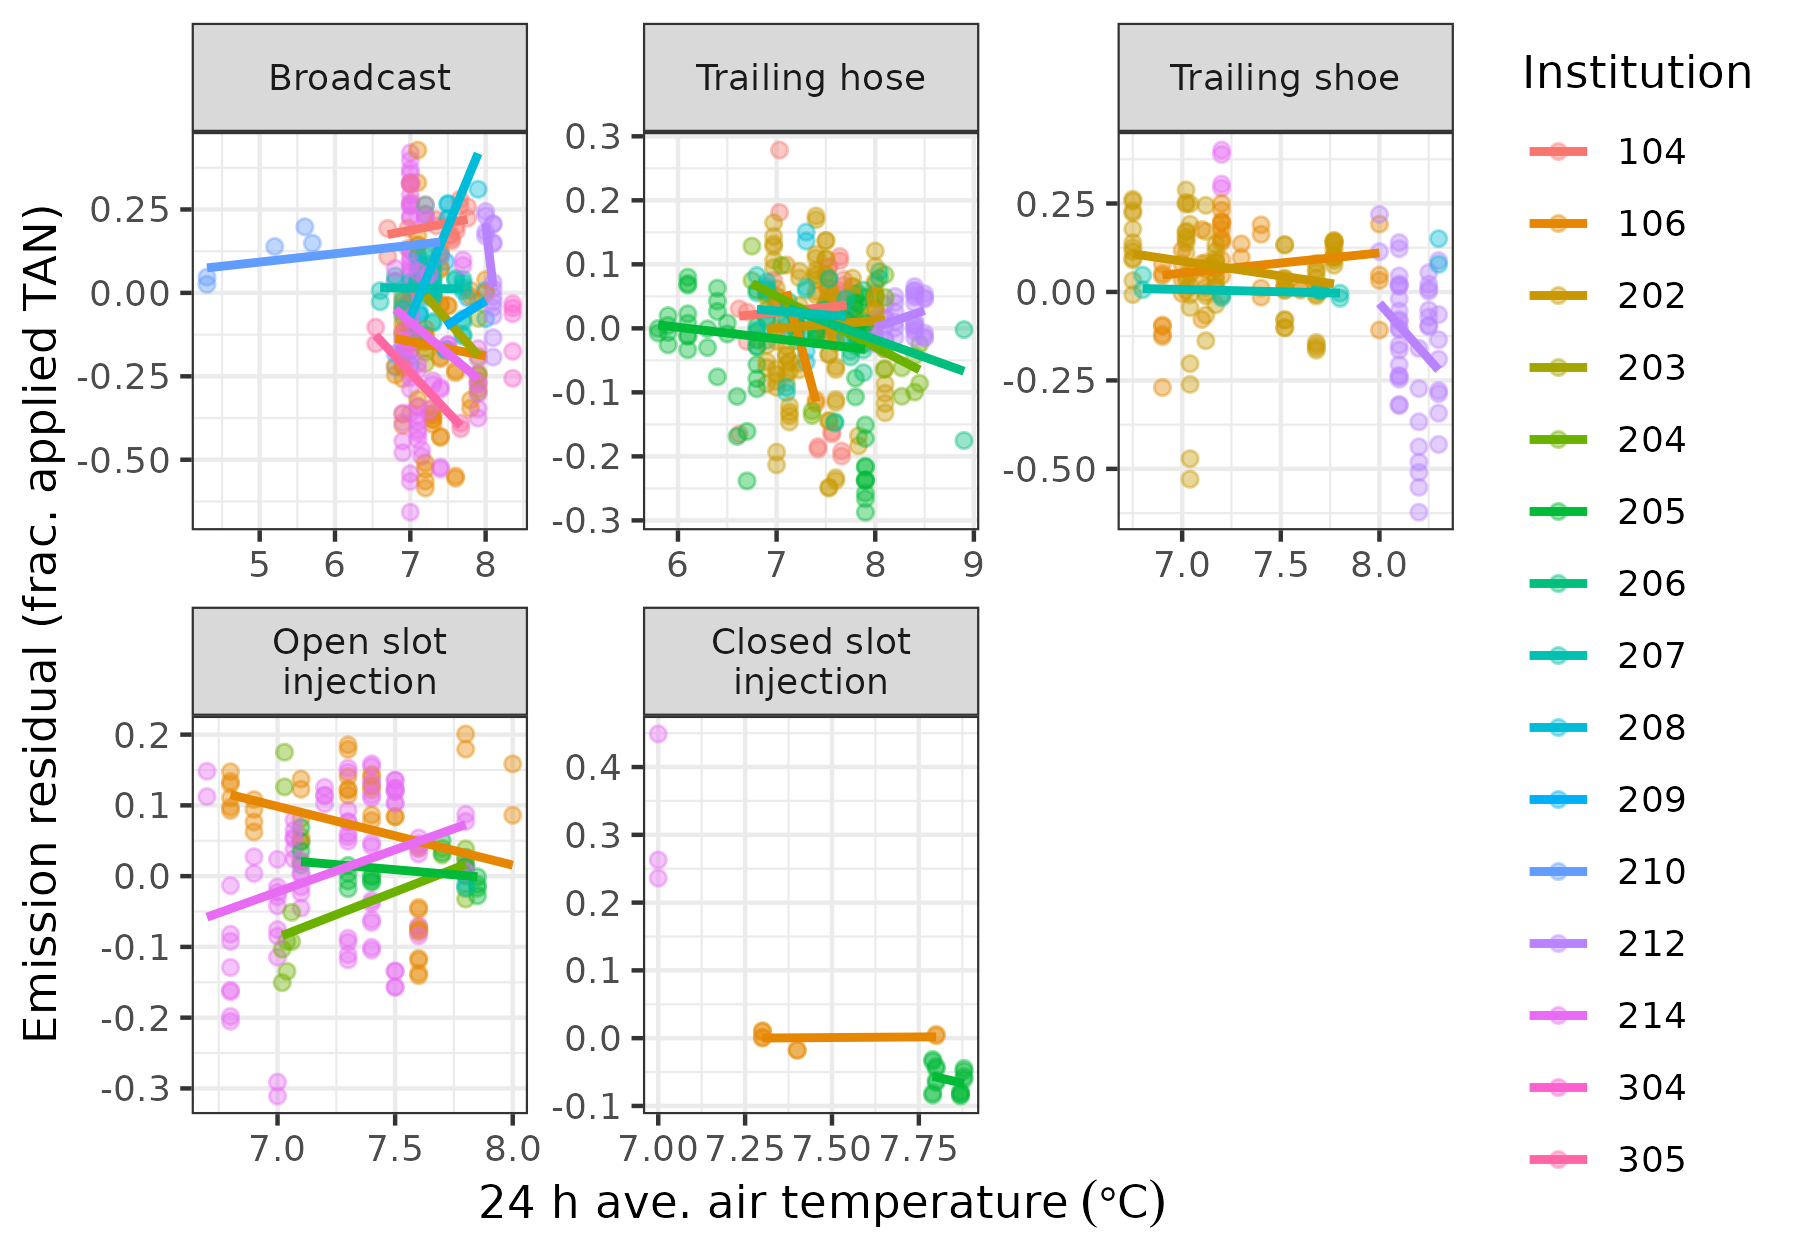 Broadcast
Trailing hose
Trailing shoe
Institution
104
106
202
203
204
205
206
207
208
209
210
212
214
304
305
Emission residual (frac. applied TAN)
0.25
0.00
-0.25
-0.50
5 6 7 8
0.3
0.2
0.1
0.0
-0.1
-0.2
-0.3
6 7 8 9
0.25
0.00
-0.25
-0.50
7.0 7.5 8.0
Open slot
injection
0.2
0.1
0.0
-0.1
-0.2
-0.3
7.0 7.5 8.0
Closed slot
injection
0.4
0.3
0.2
0.1
0.0
-0.1
7.00 7.25 7.50 7.75
24 h ave. air temperature (°C)